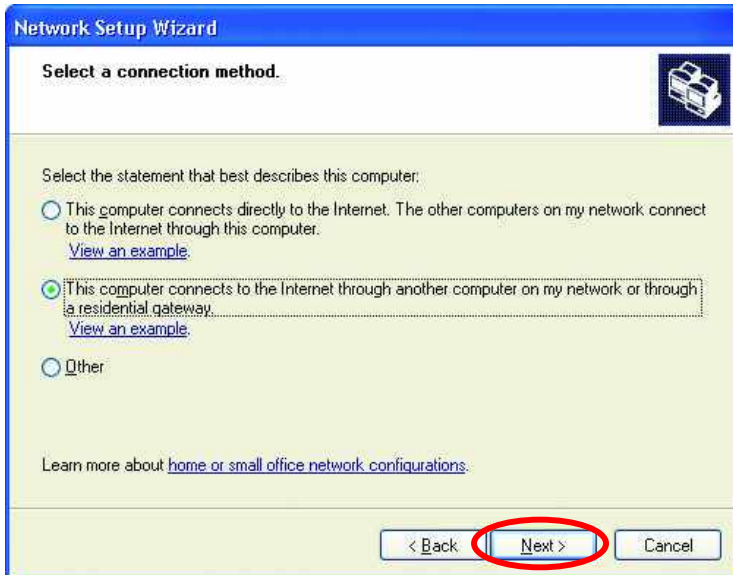 Network Setup Wizard
Select a connection method.
Select the statement that best describes this computer:
This computer connects directly to the Internet. The other computers on my network connect
to the Internet through this computer.
View an example.
This computer connects to the Internet through another computer on my network or through
a residential gateway.
View an example.
Other
Learn more about home or small office network configurations.
< Back
Next >
Cancel